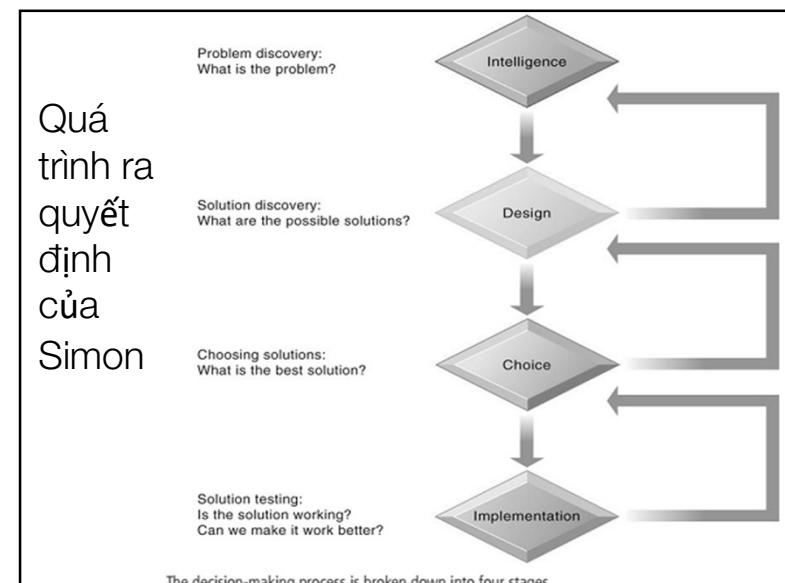 Quá
trình ra
quyết
định
của
Simon
Problem discovery:
What is the problem?
Intelligence
Solution discovery:
What are the possible solutions?
Design
Choosing solutions:
What is the best solution?
Choice
Solution testing:
Is the solution working?
Can we make it work better?
Implementation
The decision-making process is broken down into four stages.